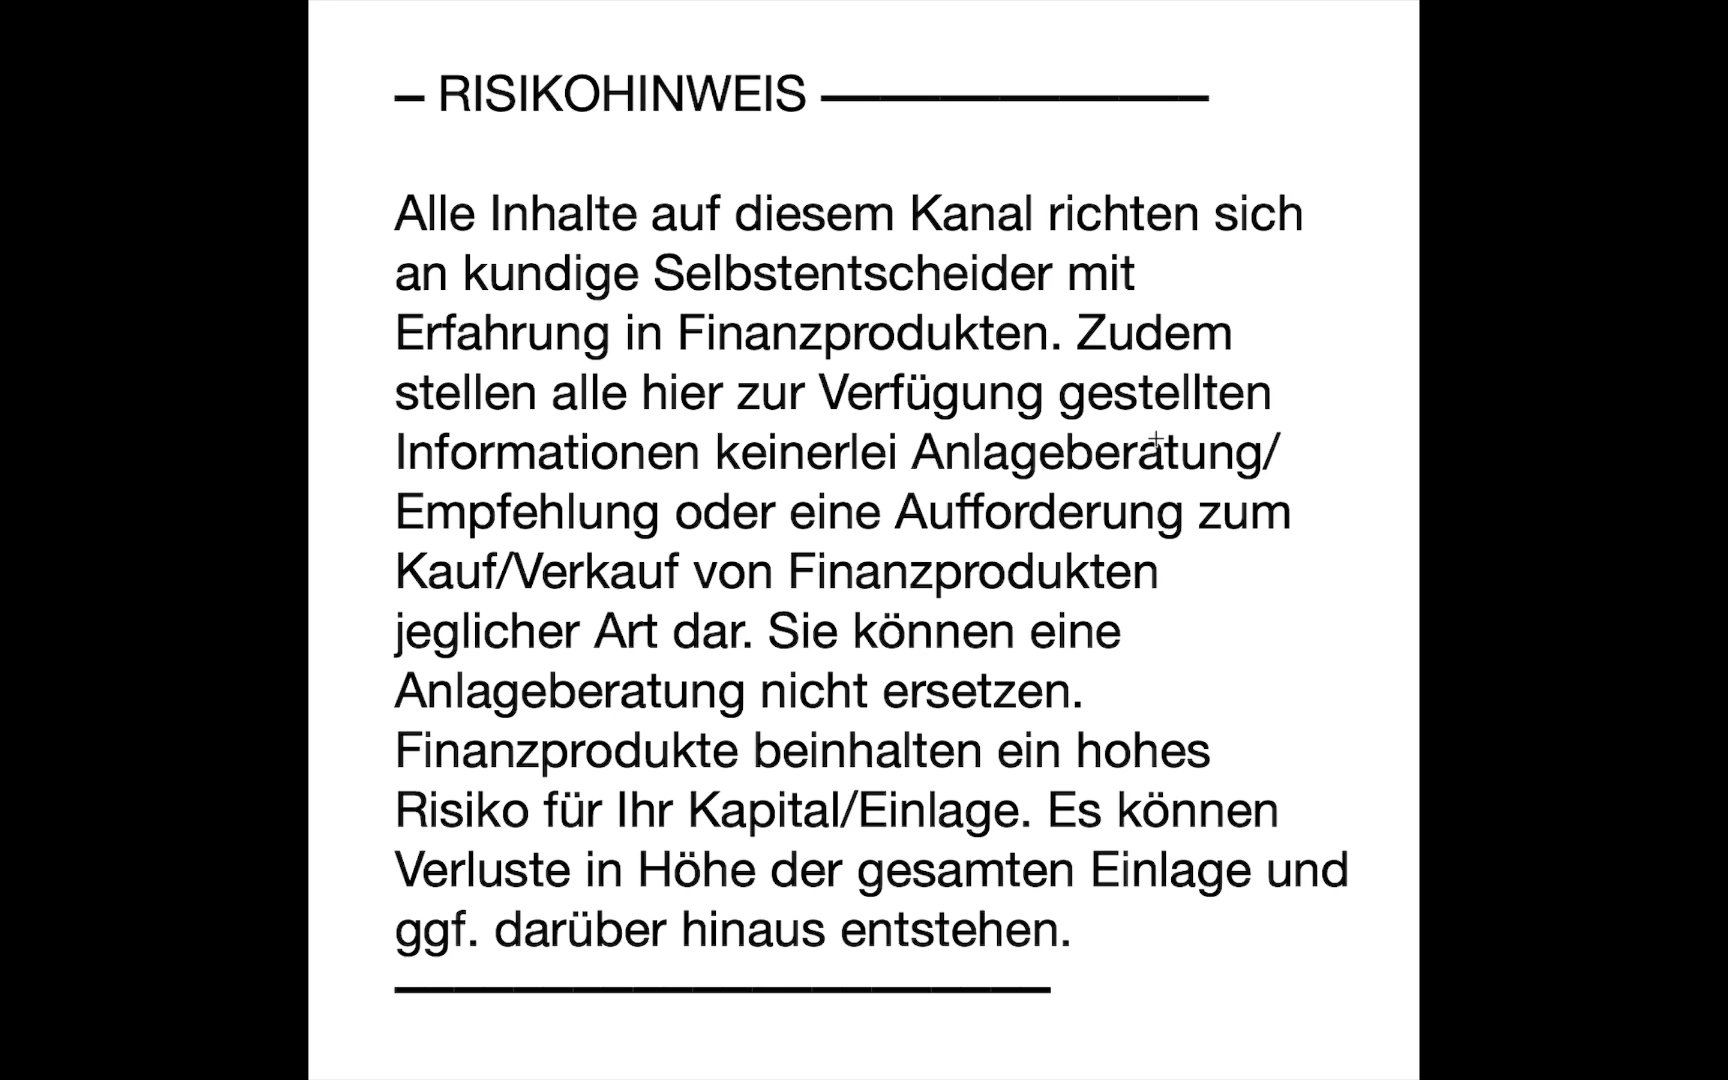 – RISIKOHINWEIS —————————
Alle Inhalte auf diesem Kanal richten sich
an kundige Selbstentscheider mit
Erfahrung in Finanzprodukten. Zudem
stellen alle hier zur Verfügung gestellten
Informationen keinerlei Anlageberatung/
Empfehlung oder eine Aufforderung zum
Kauf/Verkauf von Finanzprodukten
jeglicher Art dar. Sie können eine
Anlageberatung nicht ersetzen.
Finanzprodukte beinhalten ein hohes
Risiko für Ihr Kapital/Einlage. Es können
Verluste in Höhe der gesamten Einlage und
ggf. darüber hinaus entstehen.